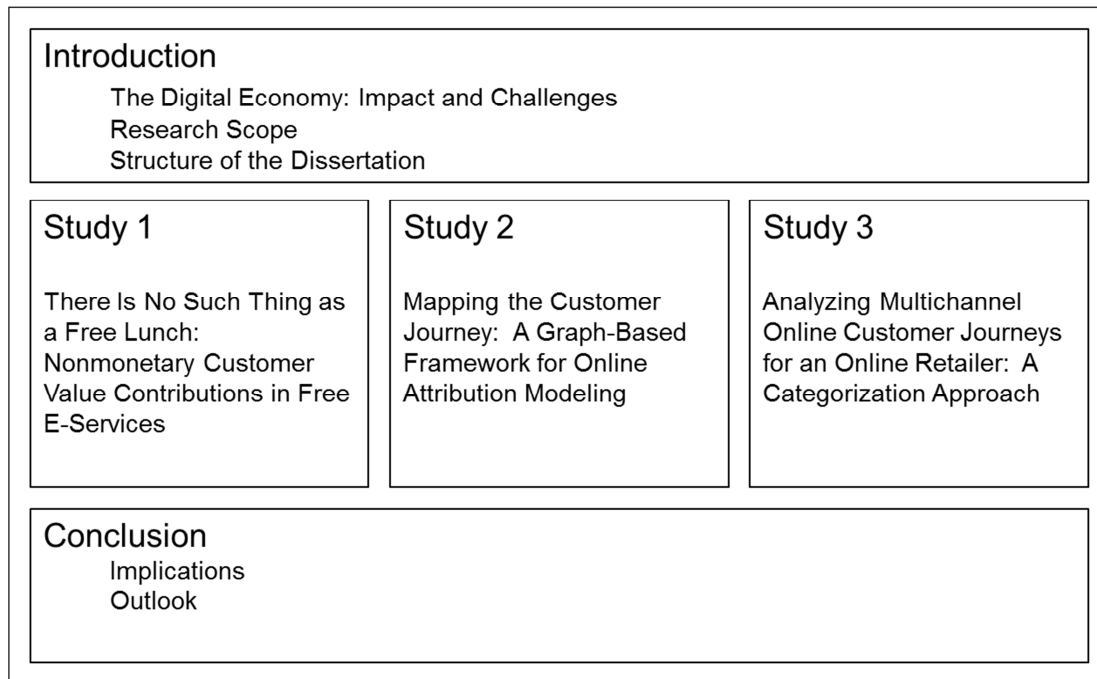 Introduction
The Digital Economy: Impact and Challenges
Research Scope
Structure of the Dissertation
Study 1
There Is No Such Thing as
a Free Lunch:
Nonmonetary Customer
Value Contributions in Free
E-Services
Study 2
Mapping the Customer
Journey: A Graph-Based
Framework for Online
Attribution Modeling
Study 3
Analyzing Multichannel
Online Customer Journeys
for an Online Retailer: A
Categorization Approach
Conclusion
Implications
Outlook